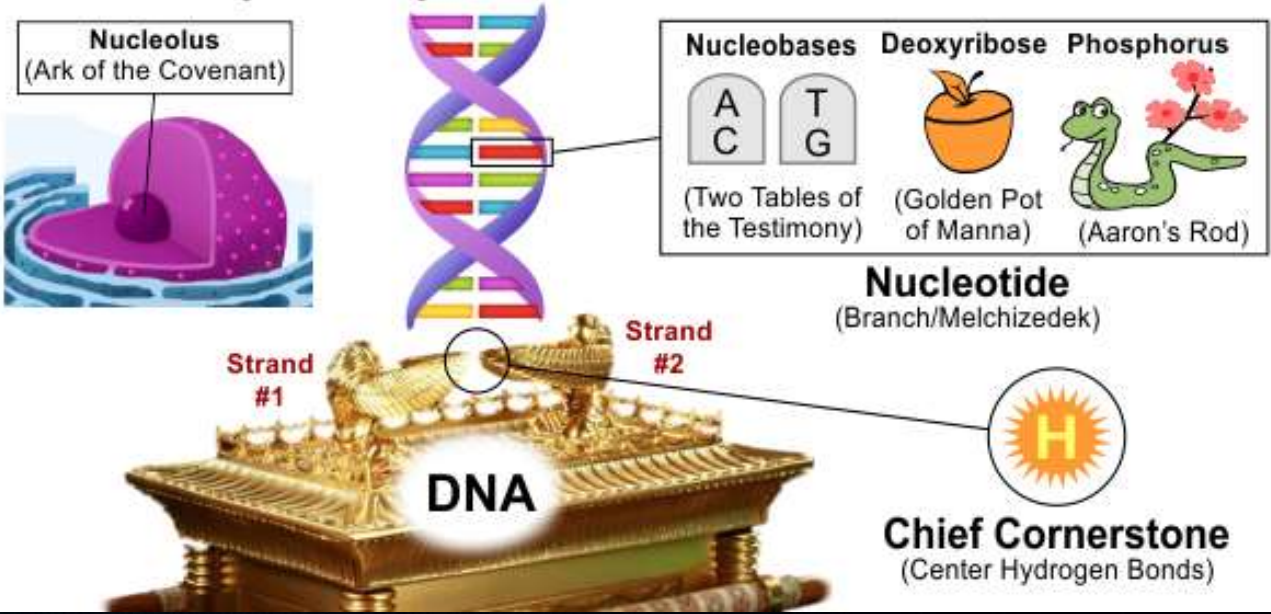 Nucleolus
(Ark of the Covenant)
Nucleobases
A
C
T
G
(Two Tables of
the Testimony)
Deoxyribose
(Golden Pot
of Manna)
Phosphorus
(Aaron's Rod)
Nucleotide
(Branch/Melchizedek)
Strand
#1
Strand
#2
DNA
H
Chief Cornerstone
(Center Hydrogen Bonds)